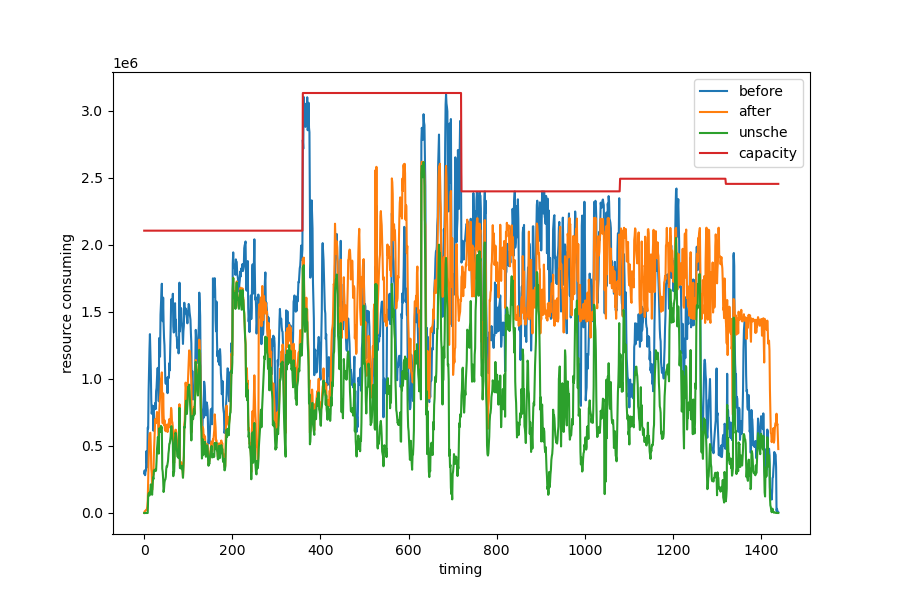 1e6
3.0
2.5
2.0
1.5
1.0
0.5
0.0
resource consuming
0 200 400 600 800 1000 1200 1400
timing
before
after
unsche
capacity